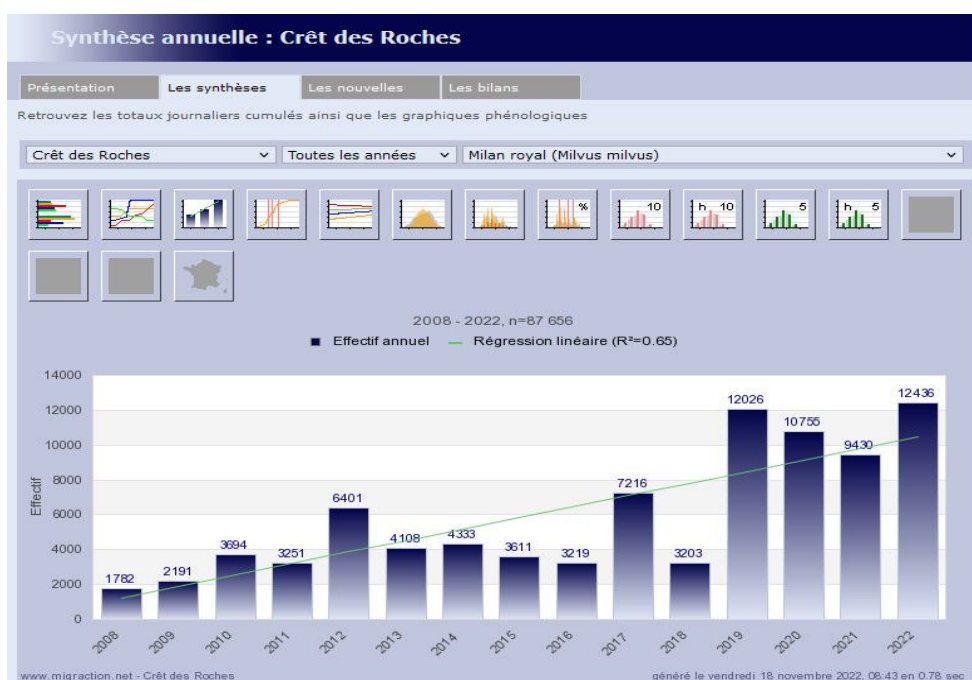 Synthèse annuelle : Crêt des Roches
Présentation Les synthèses Les nouvelles Les bilans
Retrouvez les totaux journaliers cumulés ainsi que les graphiques phénologiques
Crêt des Roches Toutes les années Milan royal (Milvus milvus)
% 10 h 10 5 h 5
2008 - 2022, n=87 656
Effectif annuel Régression linéaire (R²=0.65)
14000
12000
10000
8000
6000
4000
2000
0
Effectif
1782 2191 3694 3251 6401 4108 4333 3611 3219 7216 3203 12026 10755 9430 12436
2008 2009 2010 2011 2012 2013 2014 2015 2016 2017 2018 2019 2020 2021 2022
www.migraction.net - Crêt des Roches généré le vendredi 18 novembre 2022, 08:43 en 0.78 sec